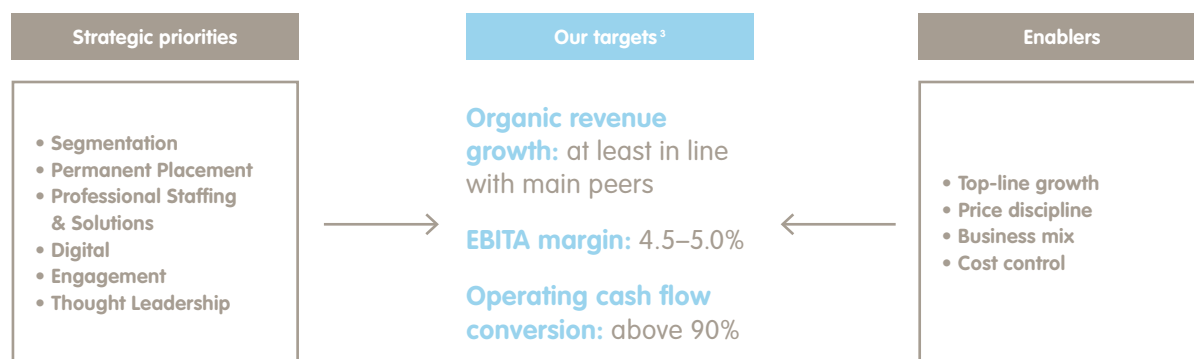 Strategic priorities
• Segmentation
• Permanent Placement
• Professional Staffing
& Solutions
• Digital
• Engagement
• Thought Leadership
Our targets³
Organic revenue
growth: at least in line
with main peers
EBITA margin: 4.5–5.0%
Operating cash flow
conversion: above 90%
Enablers
• Top-line growth
• Price discipline
• Business mix
• Cost control